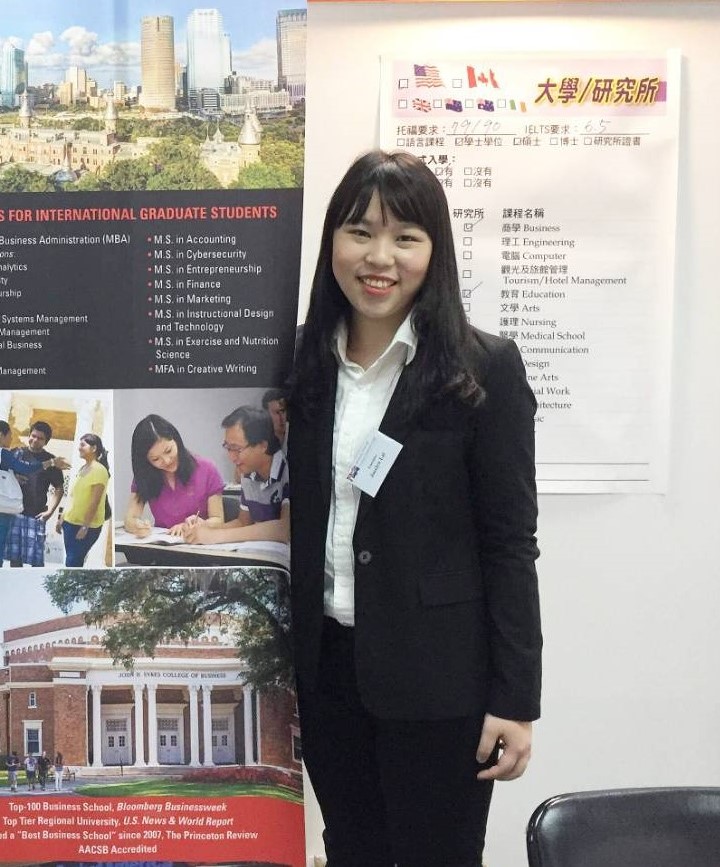 S FOR INTERNATIONAL GRADUATE STUDENTS
Business Administration (MBA)
Systems Management
Management
Business
Management
• M.S. in Accounting
• M.S. in Cybersecurity
• M.S. in Entrepreneurship
• M.S. in Finance
• M.S. in Marketing
• M.S. in Instructional Design
and Technology
• M.S. in Exercise and Nutrition
Science
• MFA in Creative Writing
JOHN H. SYKES COLLEGE OF BUSINESS
Top-100 Business School, Bloomberg Businessweek
Top Tier Regional University, U.S. News & World Report
a "Best Business School" since 2007, The Princeton Review
AACSB Accredited
大學/研究所
托福要求: 79/90 IELTS要求: 6.5
□語言課程 ☑學士學位 ☑碩士 □博士 □研究所證書
式入學:
有 □沒有
有 □沒有
研究所 課程名稱
商學 Business
理工 Engineering
電腦 Computer
觀光及旅館管理
Tourism/Hotel Management
教育 Education
文學 Arts
護理 Nursing
醫學 Medical School
Communication
Design
Arts
Work